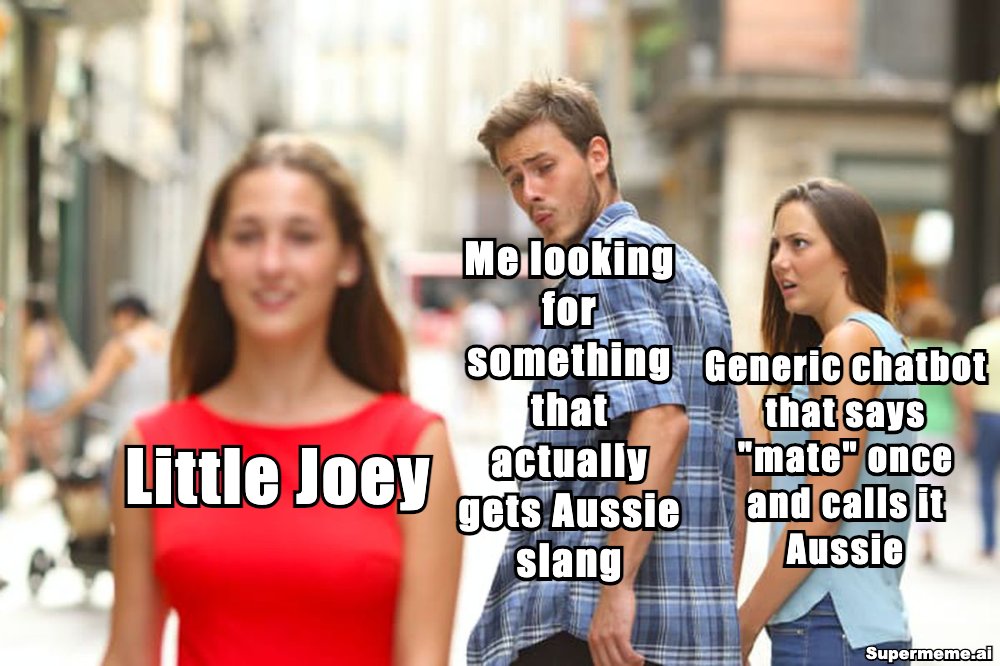 Little Joey
Me looking
for
something
that
actually
gets Aussie
slang
Generic chatbot
that says
"mate" once
and calls it
Aussie
Supermeme.ai